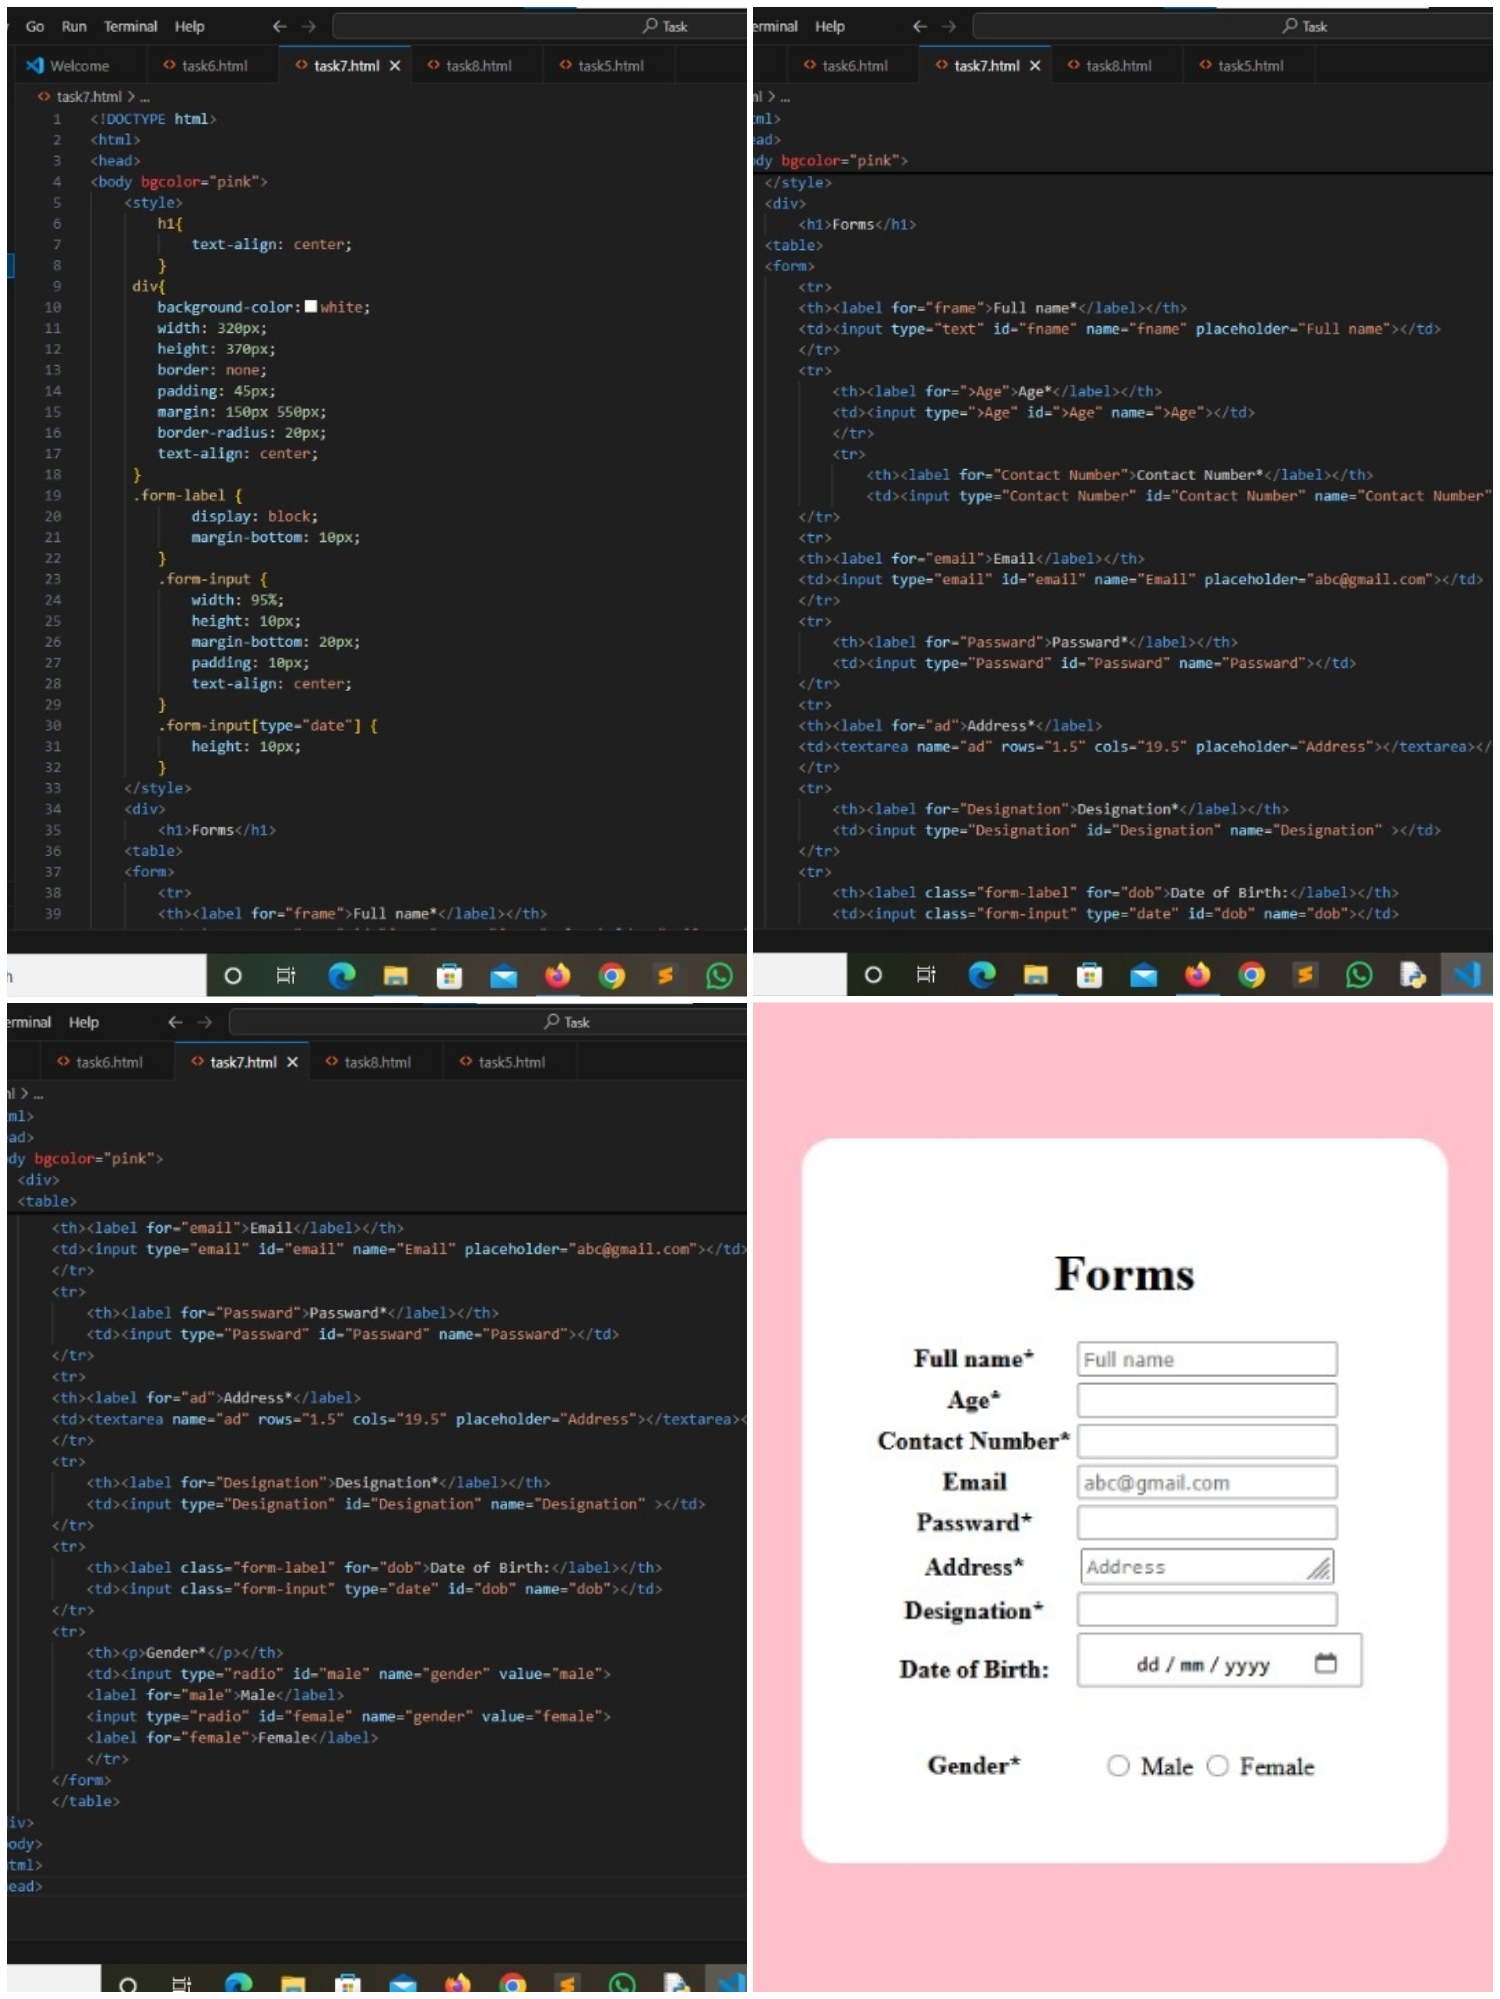 Go Run Terminal Help ← → Task
Welcome task6.html task7.html × task8.html task5.html
task7.html > ...
1 <!DOCTYPE html>
2 <html>
3 <head>
4 <body bgcolor="pink">
5 <style>
6 h1{
7 text-align: center;
8 }
9 div{
10 background-color: white;
11 width: 320px;
12 height: 370px;
13 border: none;
14 padding: 45px;
15 margin: 150px 550px;
16 border-radius: 20px;
17 text-align: center;
18 }
19 .form-label {
20 display: block;
21 margin-bottom: 10px;
22 }
23 .form-input {
24 width: 95%;
25 height: 10px;
26 margin-bottom: 20px;
27 padding: 10px;
28 text-align: center;
29 }
30 .form-input[type="date"] {
31 height: 10px;
32 }
33 </style>
34 <div>
35 <h1>Forms</h1>
36 <table>
37 <form>
38 <tr>
39 <th><label for="frame">Full name*</label></th>
erminal Help ← → Task
task6.html task7.html × task8.html task5.html
ml > ...
ml>
ad>
dy bgcolor="pink">
</style>
<div>
<h1>Forms</h1>
<table>
<form>
<tr>
<th><label for="frame">Full name*</label></th>
<td><input type="text" id="fname" name="fname" placeholder="Full name"></td>
</tr>
<tr>
<th><label for=">Age">Age*</label></th>
<td><input type=">Age" id=">Age" name=">Age"></td>
</tr>
<tr>
<th><label for="Contact Number">Contact Number*</label></th>
<td><input type="Contact Number" id="Contact Number" name="Contact Number"
</tr>
<tr>
<th><label for="email">Email</label></th>
<td><input type="email" id="email" name="Email" placeholder="abc@gmail.com"></td>
</tr>
<tr>
<th><label for="Passward">Passward*</label></th>
<td><input type="Passward" id="Passward" name="Passward"></td>
</tr>
<tr>
<th><label for="ad">Address*</label>
<td><textarea name="ad" rows="1.5" cols="19.5" placeholder="Address"></textarea></
</tr>
<tr>
<th><label for="Designation">Designation*</label></th>
<td><input type="Designation" id="Designation" name="Designation" ></td>
</tr>
<tr>
<th><label class="form-label" for="dob">Date of Birth:</label></th>
<td><input class="form-input" type="date" id="dob" name="dob"></td>
erminal Help ← → Task
task6.html task7.html × task8.html task5.html
ml > ...
ml>
ad>
dy bgcolor="pink">
<div>
<table>
<th><label for="email">Email</label></th>
<td><input type="email" id="email" name="Email" placeholder="abc@gmail.com"></td>
</tr>
<tr>
<th><label for="Passward">Passward*</label></th>
<td><input type="Passward" id="Passward" name="Passward"></td>
</tr>
<tr>
<th><label for="ad">Address*</label>
<td><textarea name="ad" rows="1.5" cols="19.5" placeholder="Address"></textarea><
</tr>
<tr>
<th><label for="Designation">Designation*</label></th>
<td><input type="Designation" id="Designation" name="Designation" ></td>
</tr>
<tr>
<th><label class="form-label" for="dob">Date of Birth:</label></th>
<td><input class="form-input" type="date" id="dob" name="dob"></td>
</tr>
<tr>
<th><p>Gender*</p></th>
<td><input type="radio" id="male" name="gender" value="male">
<label for="male">Male</label>
<input type="radio" id="female" name="gender" value="female">
<label for="female">Female</label>
</tr>
</form>
</table>
iv>
ody>
tml>
ead>
Forms
Full name* Full name
Age*
Contact Number*
Email abc@gmail.com
Passward*
Address* Address
Designation*
Date of Birth: dd / mm / yyyy
Gender* Male Female